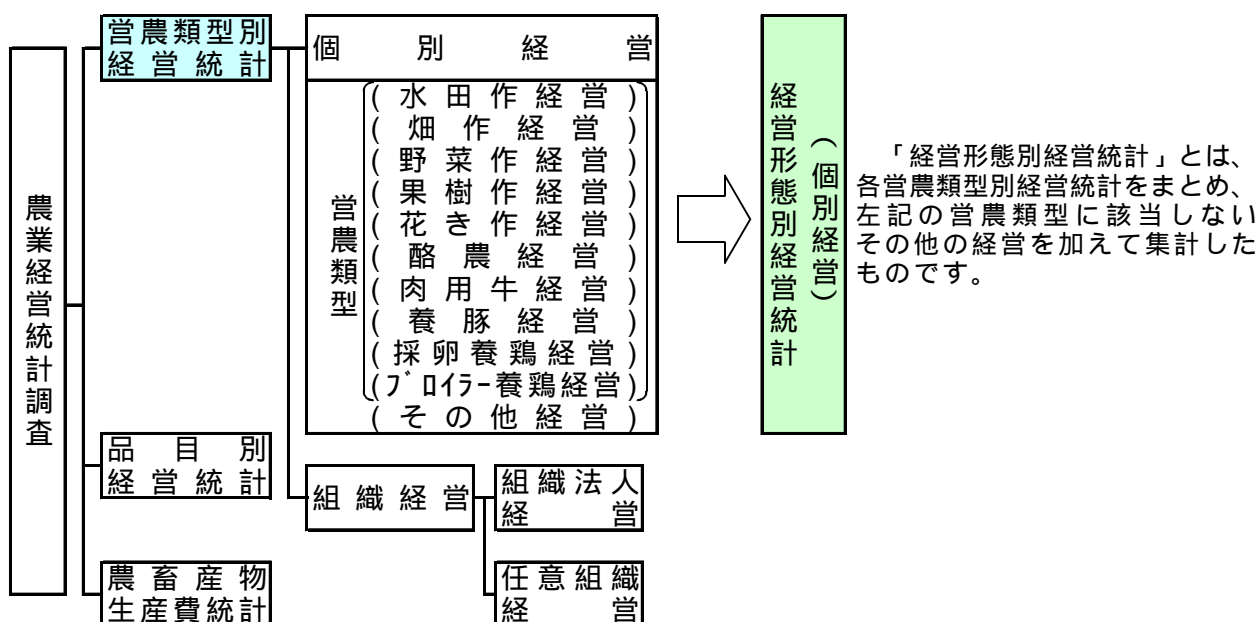 農業経営統計調査
営農類型別
経営統計
品目別
経営統計
農畜産物
生産費統計
個別経営
営農類型
(水田作経営)
(畑作経営)
(野菜作経営)
(果樹作経営)
(花き作経営)
(酪農経営)
(肉用牛経営)
(養豚経営)
(採卵養鶏経営)
(ﾌﾞﾛｲﾗｰ養鶏経営)
(その他経営)
組織経営
組織法人
経営
任意組織
経営
経営形態別経営統計
(個別経営)
「経営形態別経営統計」とは、
各営農類型別経営統計をまとめ、
左記の営農類型に該当しない
その他の経営を加えて集計した
ものです。